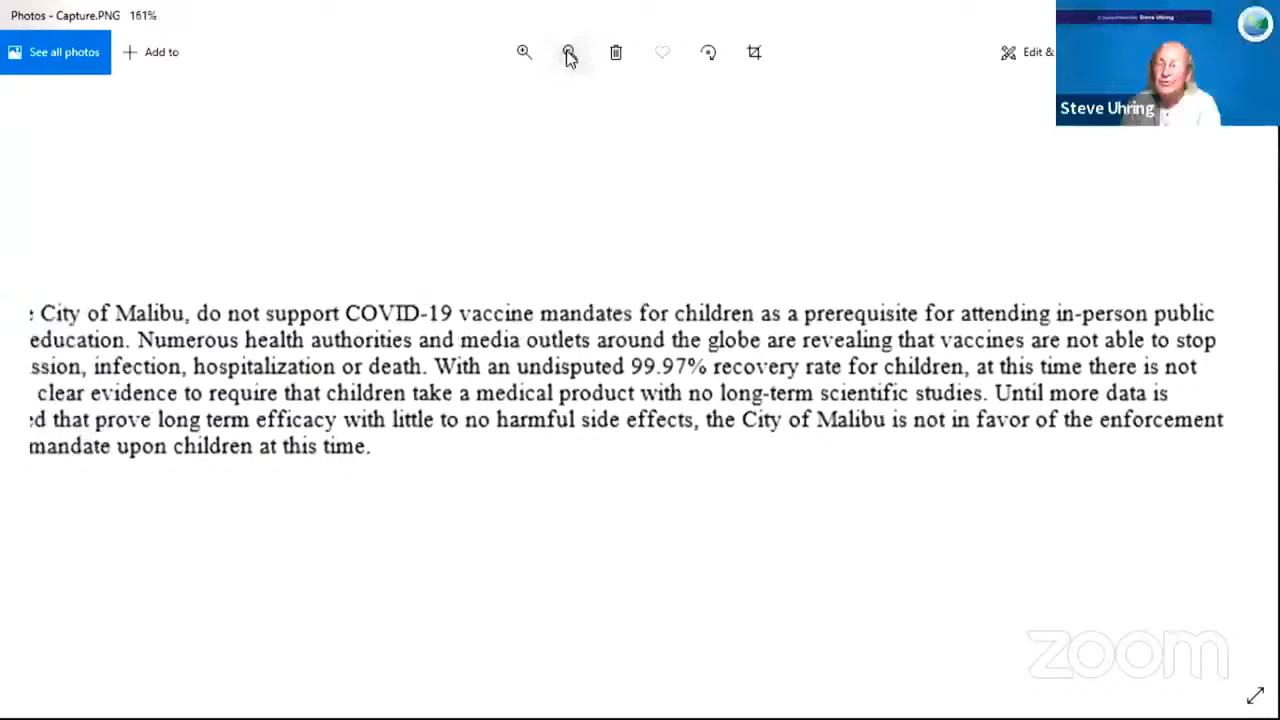 Photos - Capture.PNG 161%
See all photos
Add to
Edit &
Steve Uhring
Steve Uhring
City of Malibu, do not support COVID-19 vaccine mandates for children as a prerequisite for attending in-person public
education. Numerous health authorities and media outlets around the globe are revealing that vaccines are not able to stop
ssion, infection, hospitalization or death. With an undisputed 99.97% recovery rate for children, at this time there is not
clear evidence to require that children take a medical product with no long-term scientific studies. Until more data is
d that prove long term efficacy with little to no harmful side effects, the City of Malibu is not in favor of the enforcement
mandate upon children at this time.
zoom